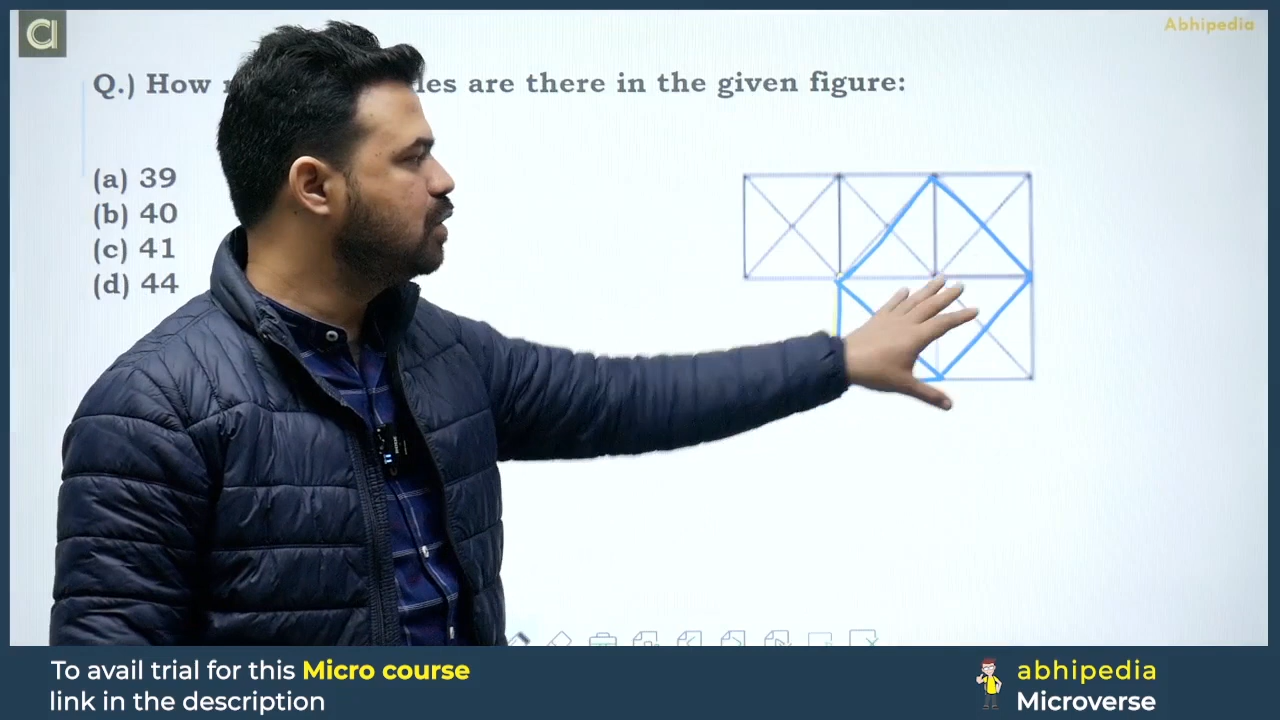 Abhipedia
Q.) How les are there in the given figure:
(a) 39
(b) 40
(c) 41
(d) 44
To avail trial for this Micro course
link in the description
abhipedia
Microverse